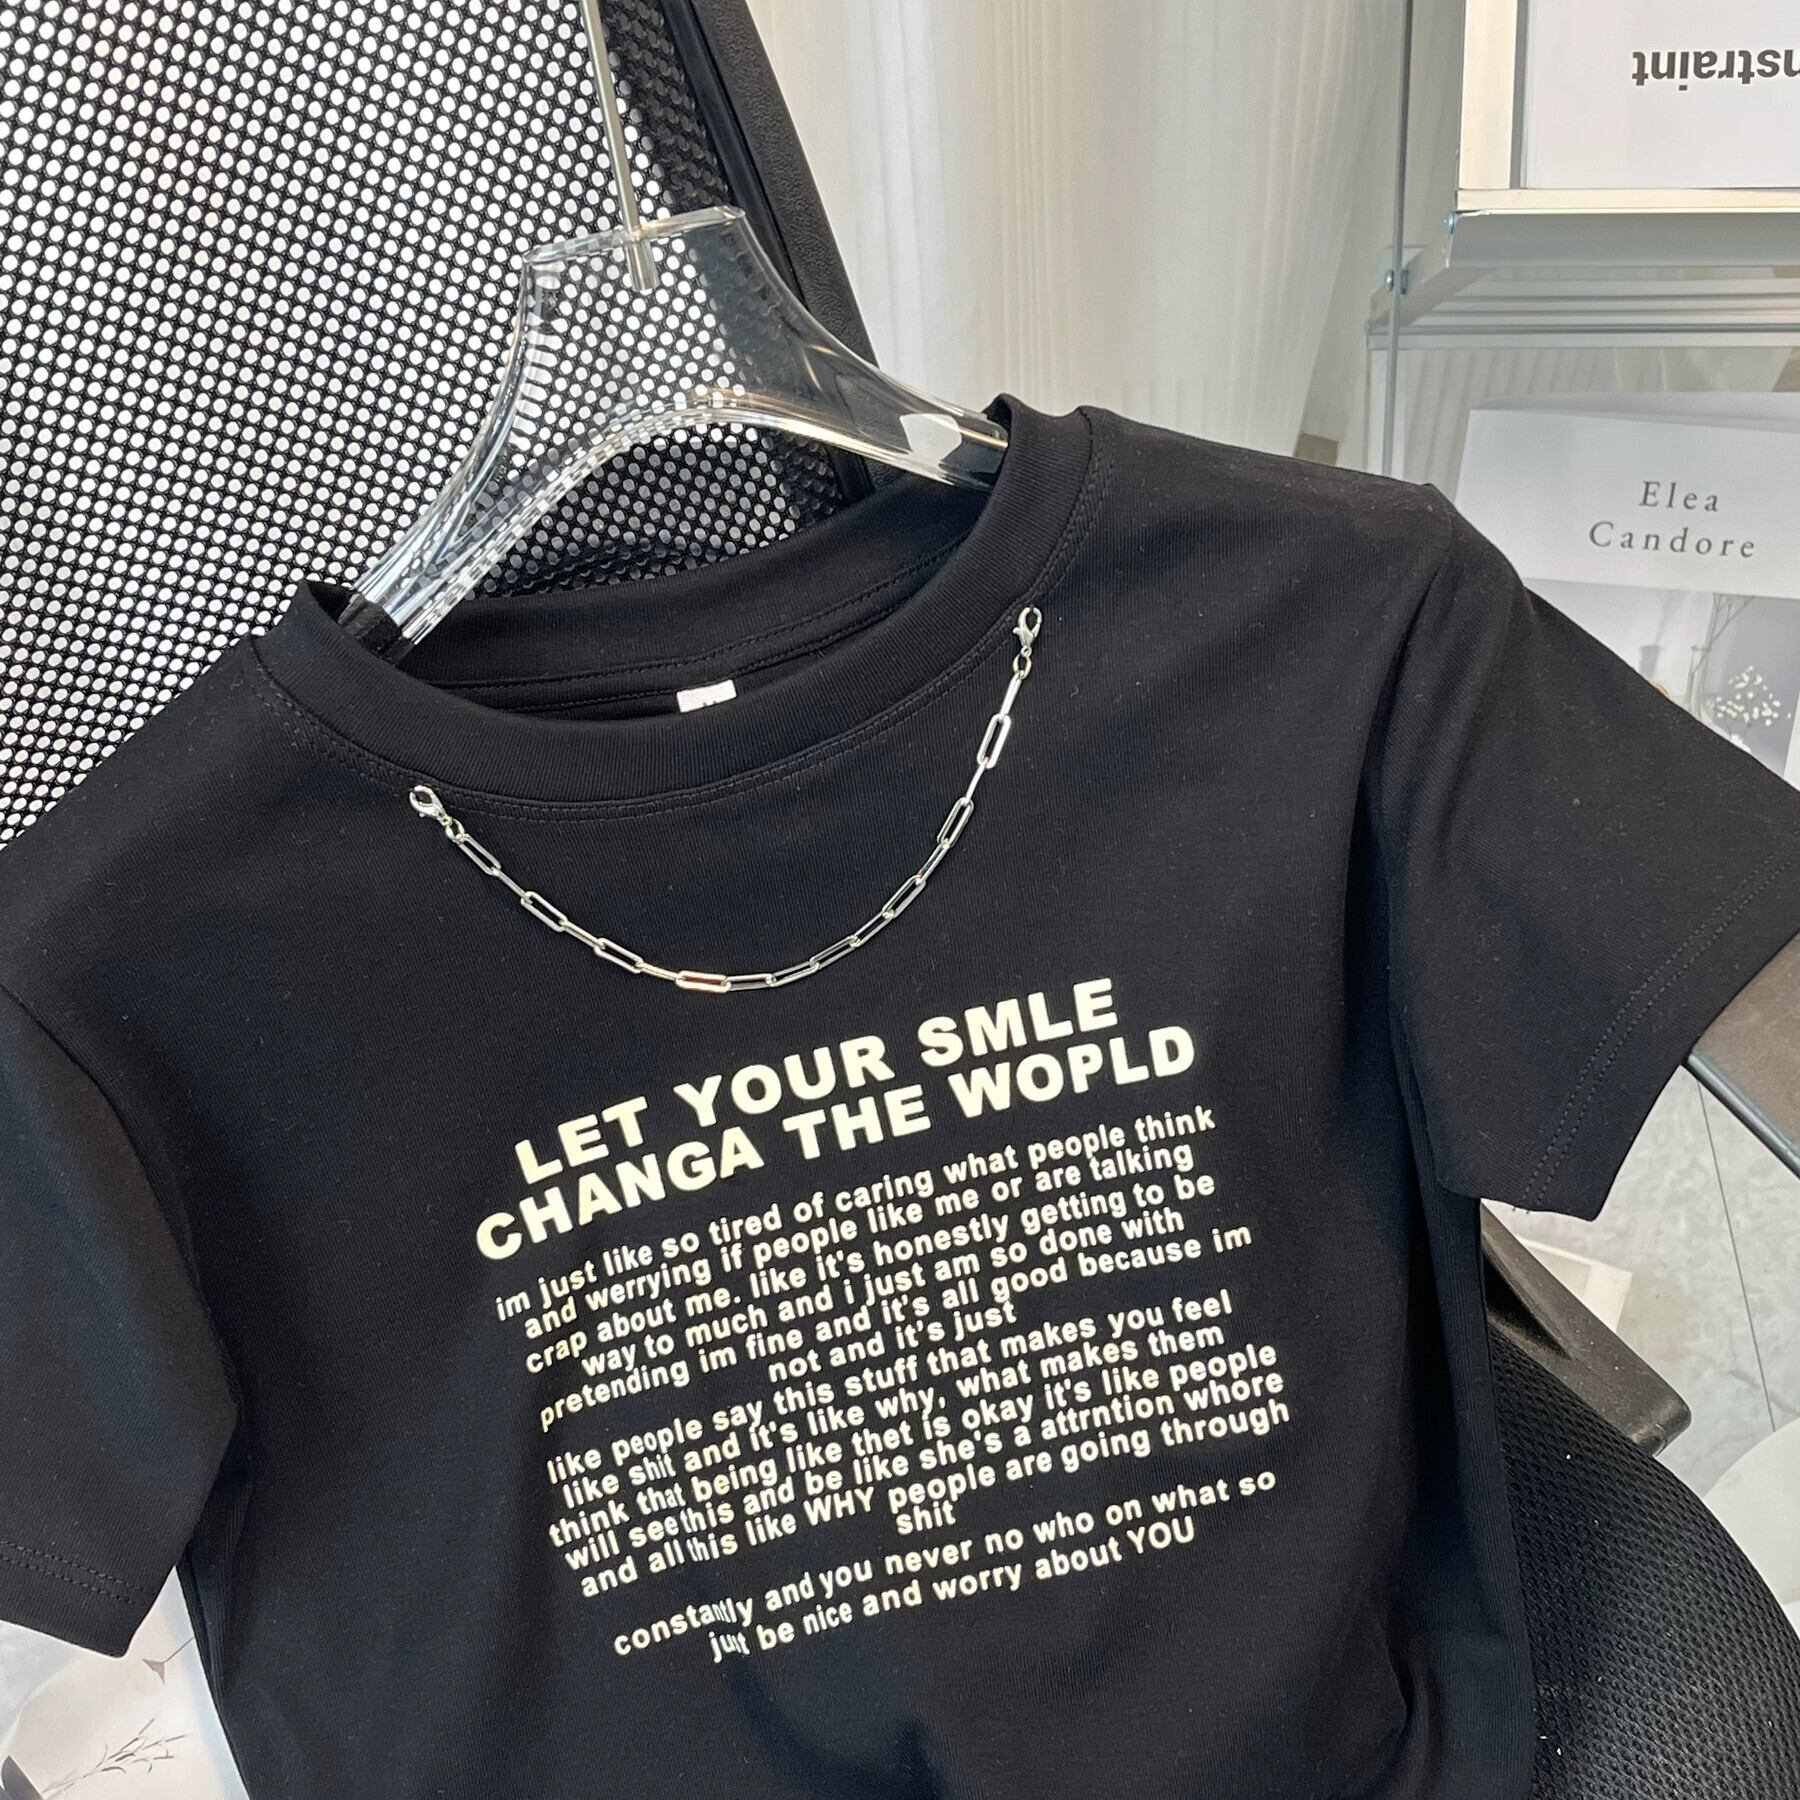 nstraint
Elea
Candore
LET YOUR SMLE
CHANGA THE WOPLD
im just like so tired of caring what people think
and werrying if people like me or are talking
crap about me. like it's honestly getting to be
way to much and i just am so done with
pretending im fine and it's all good because im
not and it's just
like people say this stuff that makes you feel
like shit and it's like why, what makes them
think that being like thet is okay it's like people
will see this and be like she's a attrntion whore
and all this like WHY people are going through
shit
constantly and you never no who on what so
just be nice and worry about YOU